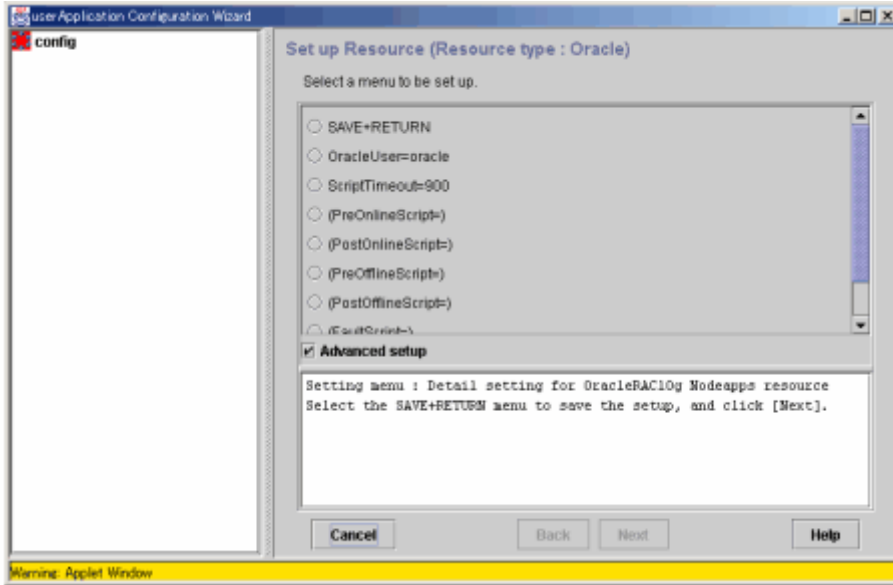 userApplication Configuration Wizard
config
Set up Resource (Resource type : Oracle)
Select a menu to be set up.
SAVE+RETURN
OracleUser=oracle
ScriptTimeout=900
(PreOnlineScript=)
(PostOnlineScript=)
(PreOfflineScript=)
(PostOfflineScript=)
(FaultScript=)
Advanced setup
Setting menu : Detail setting for OracleRAC10g Nodeapps resource
Select the SAVE+RETURN menu to save the setup, and click [Next].
Cancel
Back
Next
Help
Warning: Applet Window